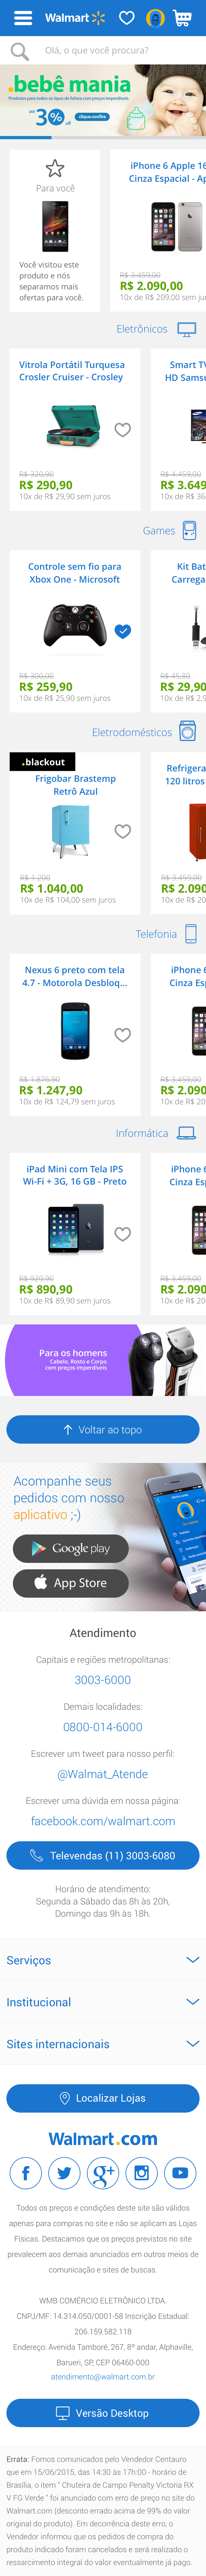 Walmart
Olá, o que você procura?
.bebê mania
Produtos para todos os tipos de fofura com preços imperdíveis.
até -3% off
confira
Para você
Você visitou este
produto e nós
separamos mais
ofertas para você.
iPhone 6 Apple 16
Cinza Espacial - Ap
R$ 3.459,00
R$ 2.090,00
10x de R$ 209,00 sem jur
Eletrônicos
Vitrola Portátil Turquesa
Crosley Cruiser - Crosley
R$ 320,90
R$ 290,90
10x de R$ 29,90 sem juros
Smart TV
HD Samsu
R$ 4.459,00
R$ 3.649
10x de R$ 36
Games
Controle sem fio para
Xbox One - Microsoft
R$ 300,00
R$ 259,90
10x de R$ 25,90 sem juros
Kit Bat
Carrega
R$ 45,80
R$ 29,90
10x de R$ 2,9
Eletrodomésticos
.blackout
Frigobar Brastemp
Retrô Azul
R$ 1.200
R$ 1.040,00
10x de R$ 104,00 sem juros
Refrigera
120 litros
R$ 3.459,00
R$ 2.090
10x de R$ 20
Telefonia
Nexus 6 preto com tela
4.7 - Motorola Desbloq...
R$ 1.876,90
R$ 1.247,90
10x de R$ 124,79 sem juros
iPhone 6
Cinza Esp
R$ 3.459,00
R$ 2.090
10x de R$ 20
Informática
iPad Mini com Tela IPS
Wi-Fi + 3G, 16 GB - Preto
R$ 920,90
R$ 890,90
10x de R$ 89,90 sem juros
iPhone 6
Cinza Esp
R$ 3.459,00
R$ 2.090
10x de R$ 20
Para os homens
Cabelo, Rosto e Corpo
com preços imperdíveis
Voltar ao topo
Acompanhe seus
pedidos com nosso
aplicativo ;-)
Google play
App Store
Atendimento
Capitais e regiões metropolitanas:
3003-6000
Demais localidades:
0800-014-6000
Escrever um tweet para nosso perfil:
@Walmat_Atende
Escrever uma dúvida em nossa página:
facebook.com/walmart.com
Televendas (11) 3003-6080
Horário de atendimento:
Segunda a Sábado das 8h às 20h,
Domingo das 9h às 18h.
Serviços
Institucional
Sites internacionais
Localizar Lojas
Walmart.com
Todos os preços e condições deste site são válidos
apenas para compras no site e não se aplicam as Lojas
Físicas. Destacamos que os preços previstos no site
prevalecem aos demais anunciados em outros meios de
comunicação e sites de buscas.
WMB COMÉRCIO ELETRÔNICO LTDA.
CNPJ/MF: 14.314.050/0001-58 Inscrição Estadual:
206.159.582.118
Endereço: Avenida Tamboré, 267, 8º andar, Alphaville,
Barueri, SP, CEP 06460-000
atendimento@walmart.com.br
Versão Desktop
Errata: Fornos comunicados pelo Vendedor Centauro
que em 15/06/2015, das 14:30 às 17h00 - horário de
Brasília, o item " Chuteira de Campo Penalty Victoria RX
V FG Verde " foi anunciado com erro de preço no site do
Walmart.com (desconto errado acima de 99% do valor
original do produto). Em decorrência deste erro, o
Vendedor informou que os pedidos de compra do
produto indicado foram cancelados e será realizado o
ressarcimento integral do valor eventualmente já pago.